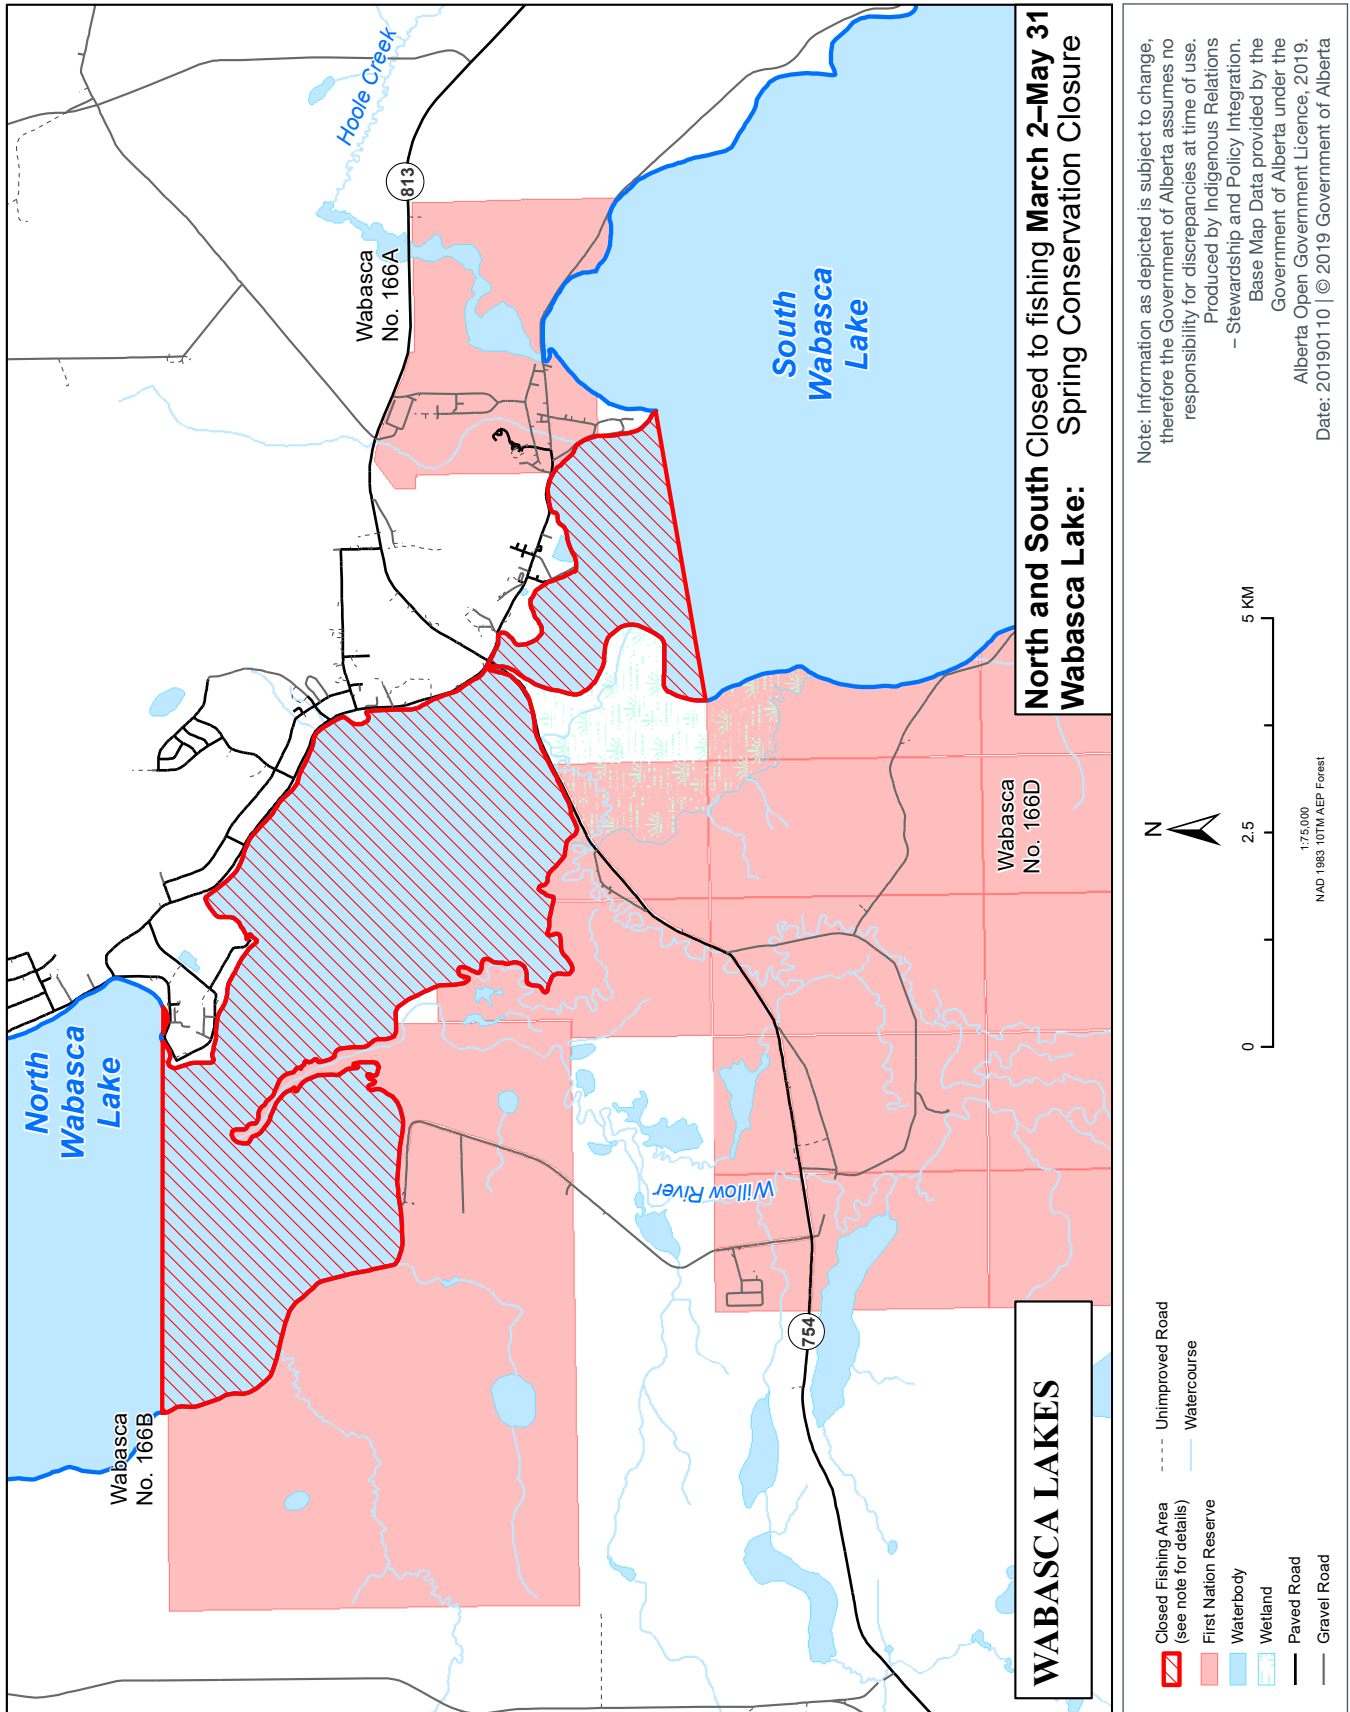 North
Wabasca
Lake
Wabasca
No. 166B
Hoole Creek
813
Wabasca
No. 166A
South
Wabasca
Lake
Willow River
754
Wabasca
No. 166D
WABASCA LAKES
North and South Closed to fishing March 2–May 31
Wabasca Lake: Spring Conservation Closure
Closed Fishing Area
(see note for details)
First Nation Reserve
Waterbody
Wetland
Paved Road
Gravel Road
Unimproved Road
Watercourse
N
0 2.5 5 KM
1:75,000
NAD 1983 10TM AEP Forest
Note: Information as depicted is subject to change,
therefore the Government of Alberta assumes no
responsibility for discrepancies at time of use.
Produced by Indigenous Relations
– Stewardship and Policy Integration.
Base Map Data provided by the
Government of Alberta under the
Alberta Open Government Licence, 2019.
Date: 20190110 | © 2019 Government of Alberta